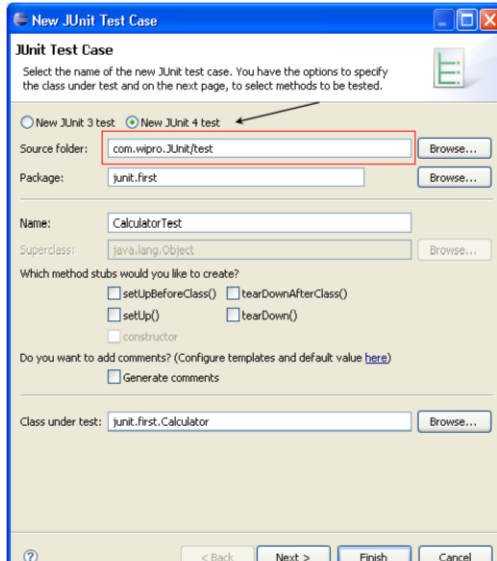 New JUnit Test Case
JUnit Test Case
Select the name of the new JUnit test case. You have the options to specify
the class under test and on the next page, to select methods to be tested.
New JUnit 3 test New JUnit 4 test
Source folder: com.wipro.JUnit/test Browse...
Package: junit.first Browse...
Name: CalculatorTest
Superclass: java.lang.Object Browse...
Which method stubs would you like to create?
setUpBeforeClass() tearDownAfterClass()
setUp() tearDown()
constructor
Do you want to add comments? (Configure templates and default value here)
Generate comments
Class under test: junit.first.Calculator Browse...
? < Back Next > Finish Cancel